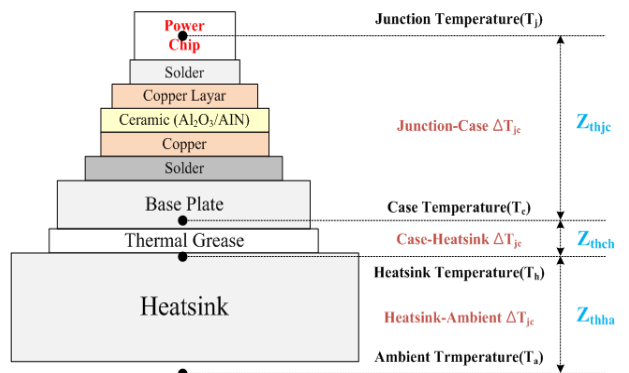 Power
Chip
Junction Temperature(Tj)
Solder
Copper Layar
Ceramic (Al₂O₃/AIN)
Copper
Solder
Junction-Case ΔTjc
Zthjc
Base Plate
Case Temperature(Tc)
Thermal Grease
Case-Heatsink ΔTjc
Zthch
Heatsink
Heatsink Temperature(Th)
Heatsink-Ambient ΔTjc
Zthha
Ambient Trmperature(Ta)